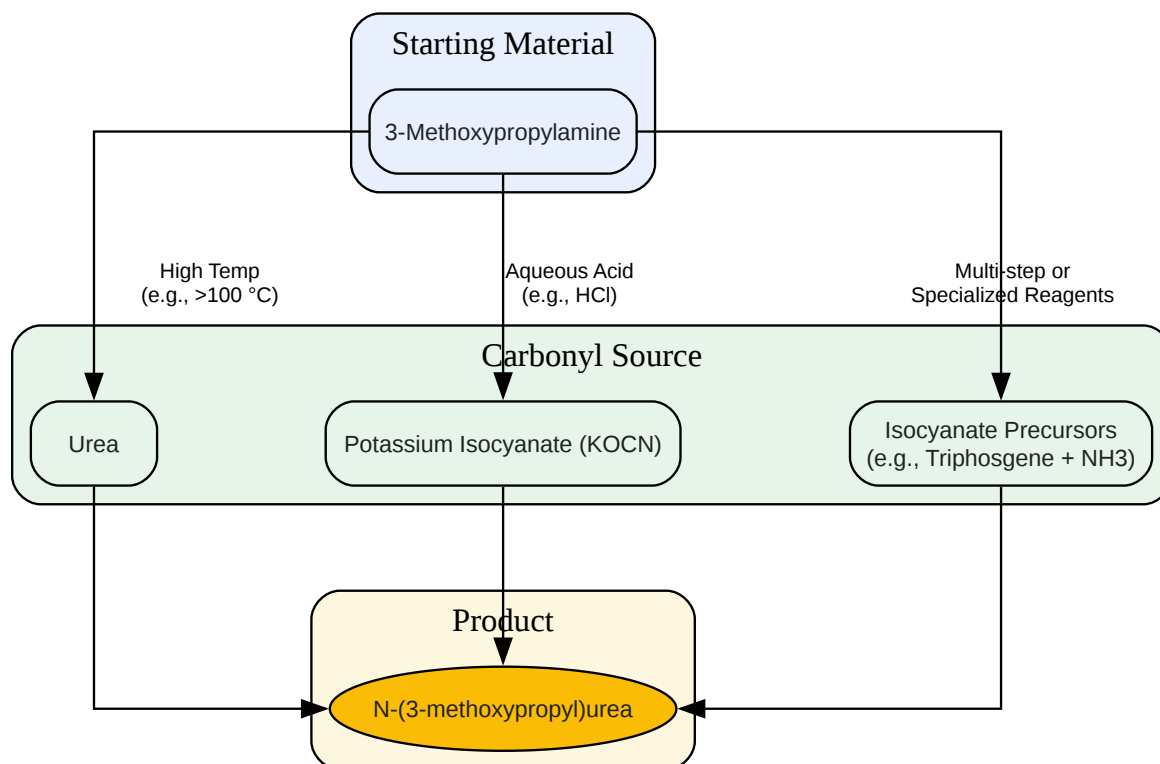 Starting Material
3-Methoxypropylamine
High Temp
(e.g., >100 °C)
Aqueous Acid
(e.g., HCl)
Multi-step or
Specialized Reagents
Carbonyl Source
Urea
Potassium Isocyanate (KOCN)
Isocyanate Precursors
(e.g., Triphosgene + NH3)
Product
N-(3-methoxypropyl)urea